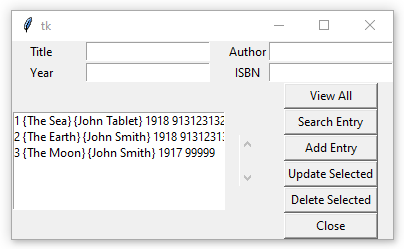 tk
Title Author
Year ISBN
View All
1 {The Sea} {John Tablet} 1918 913123132
Search Entry
2 {The Earth} {John Smith} 1918 91312313
Add Entry
3 {The Moon} {John Smith} 1917 99999
Update Selected
Delete Selected
Close